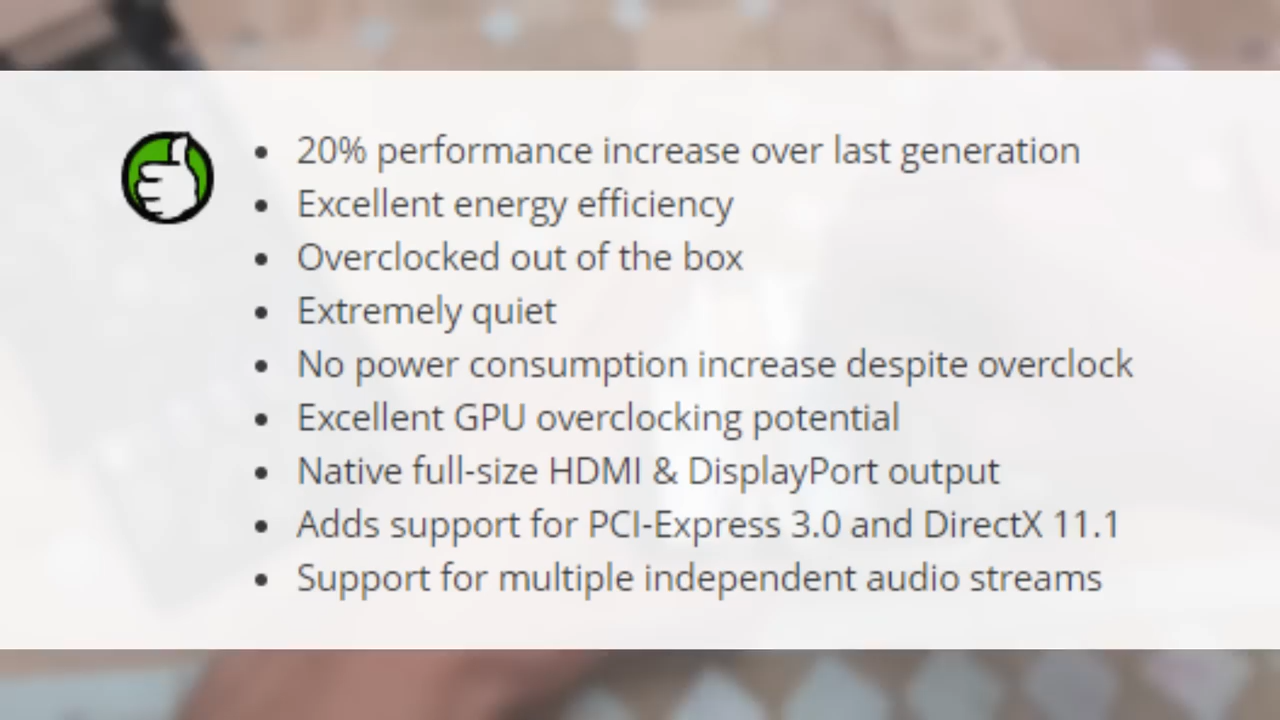 20% performance increase over last generation
Excellent energy efficiency
Overclocked out of the box
Extremely quiet
No power consumption increase despite overclock
Excellent GPU overclocking potential
Native full-size HDMI & DisplayPort output
Adds support for PCI-Express 3.0 and DirectX 11.1
Support for multiple independent audio streams